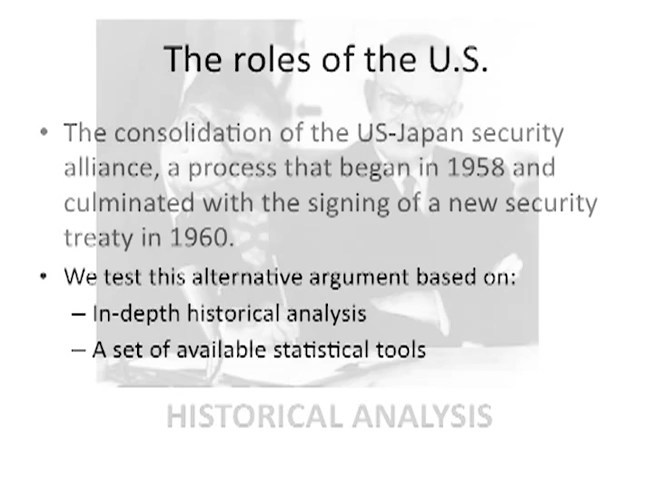 The roles of the U.S.
• The consolidation of the US-Japan security
alliance, a process that began in 1958 and
culminated with the signing of a new security
treaty in 1960.
• We test this alternative argument based on:
– In-depth historical analysis
– A set of available statistical tools
HISTORICAL ANALYSIS